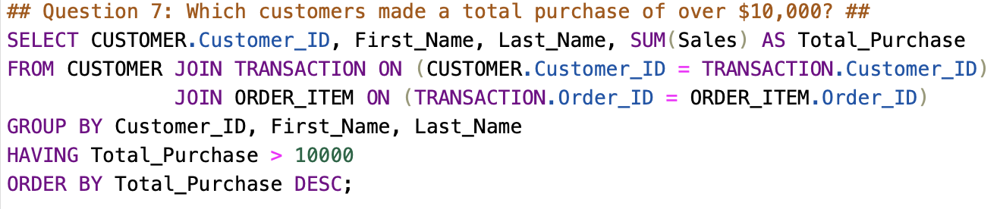 ## Question 7: Which customers made a total purchase of over $10,000? ##
SELECT CUSTOMER.Customer_ID, First_Name, Last_Name, SUM(Sales) AS Total_Purchase
FROM CUSTOMER JOIN TRANSACTION ON (CUSTOMER.Customer_ID = TRANSACTION.Customer_ID)
JOIN ORDER_ITEM ON (TRANSACTION.Order_ID = ORDER_ITEM.Order_ID)
GROUP BY Customer_ID, First_Name, Last_Name
HAVING Total_Purchase > 10000
ORDER BY Total_Purchase DESC;